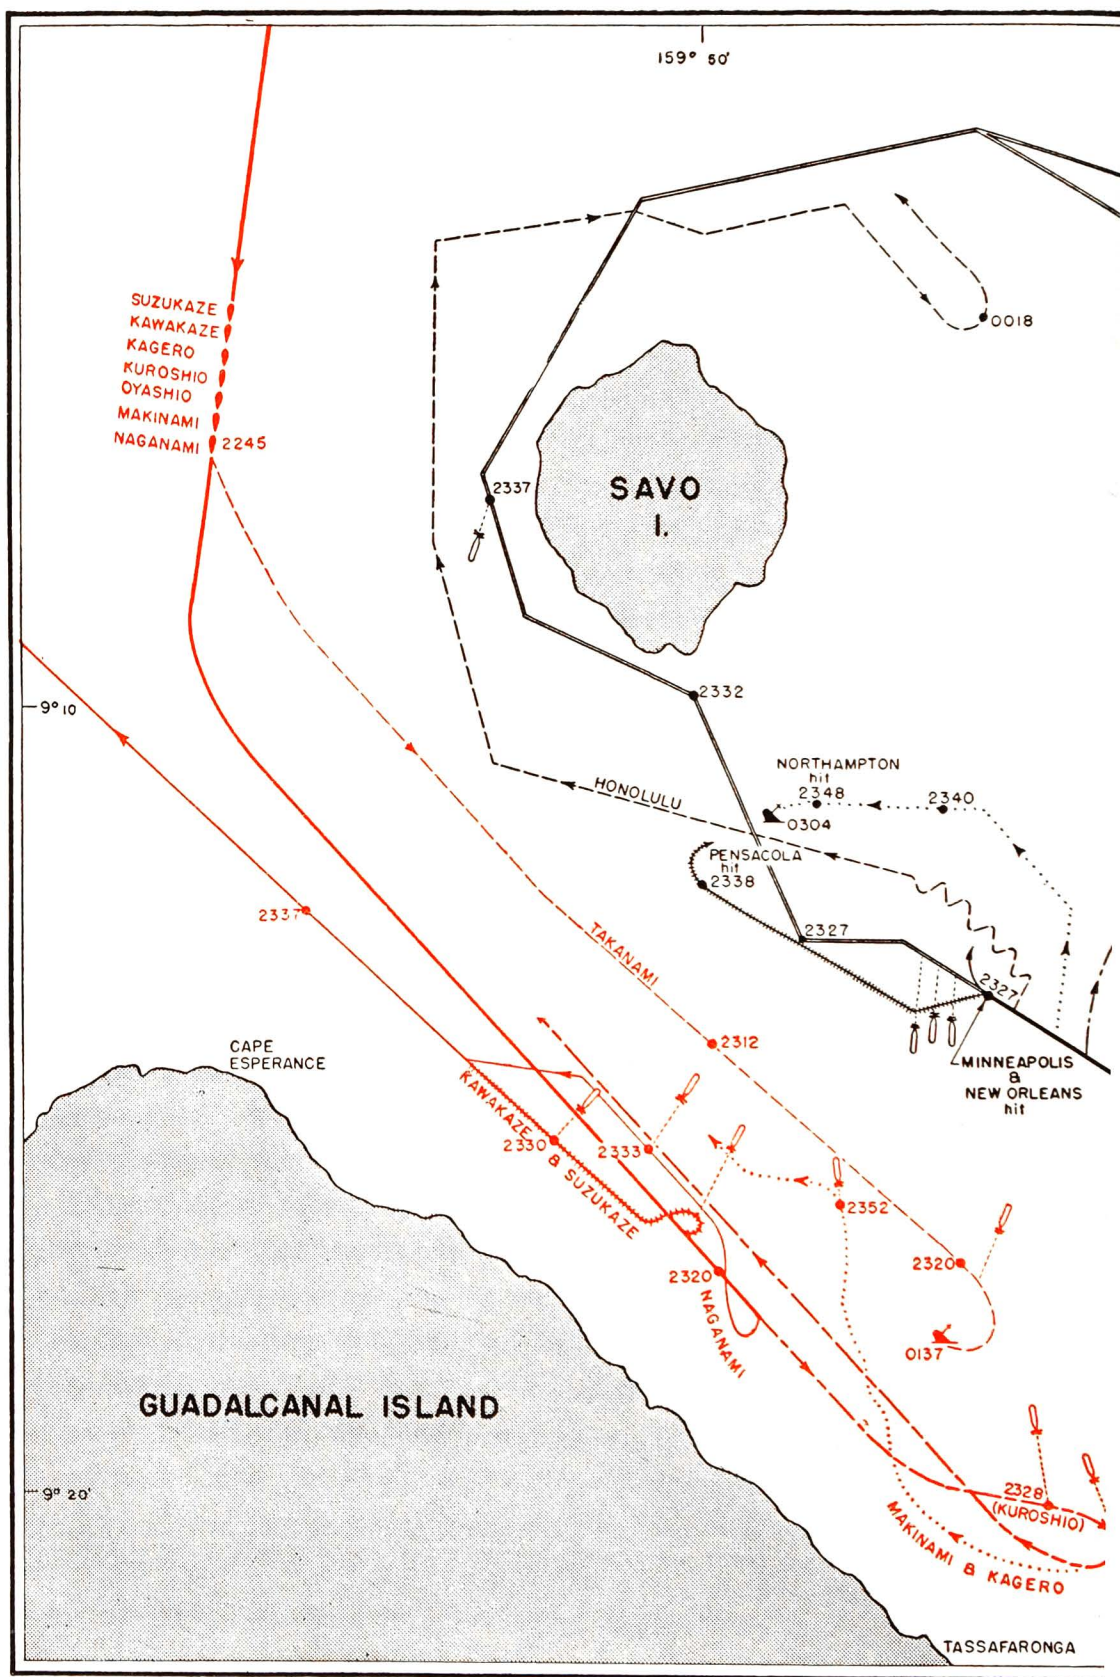 159° 50'
0018
SUZUKAZE
KAWAKAZE
KAGERO
KUROSHIO
OYASHIO
MAKINAMI
NAGANAMI 2245
SAVO
I.
2337
2332
9° 10
HONOLULU
NORTHAMPTON
hit
2348
2340
0304
PENSACOLA
hit
2338
2337
2327
TAKANAMI
2327
2312
CAPE
ESPERANCE
MINNEAPOLIS
&
NEW ORLEANS
hit
KAWAKAZE & SUZUKAZE
2330
2333
2352
2320
2320
NAGANAMI
0137
GUADALCANAL ISLAND
9° 20'
2328
(KUROSHIO)
MAKINAMI & KAGERO
TASSAFARONGA